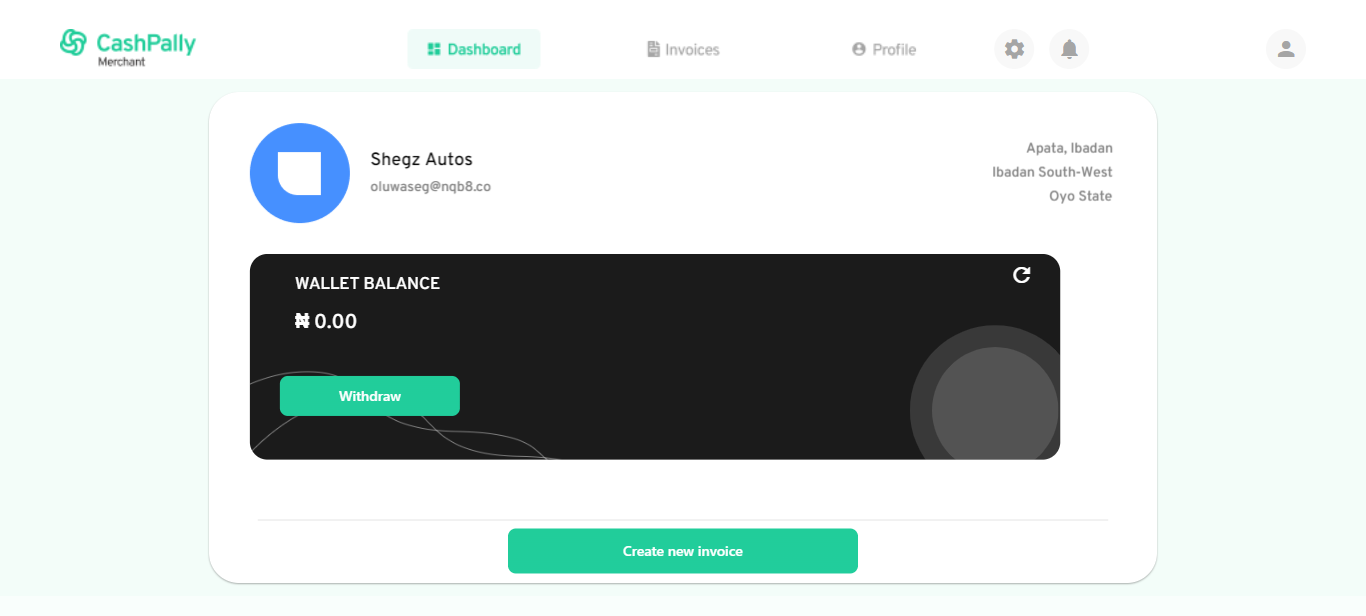 CashPally
Merchant
Dashboard
Invoices
Profile
Shegz Autos
oluwaseg@nqb8.co
Apata, Ibadan
Ibadan South-West
Oyo State
WALLET BALANCE
₦ 0.00
Withdraw
Create new invoice